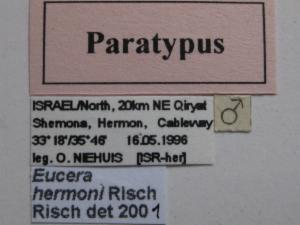 Paratypus
ISRAEL/North, 20km NE Qiryat
Shemona, Hermon, Cableway ♂
33°18'/35°46' 16.05.1996
leg. O. NIEHUIS [ISR-her]
Eucera
hermoni Risch
Risch det 2001